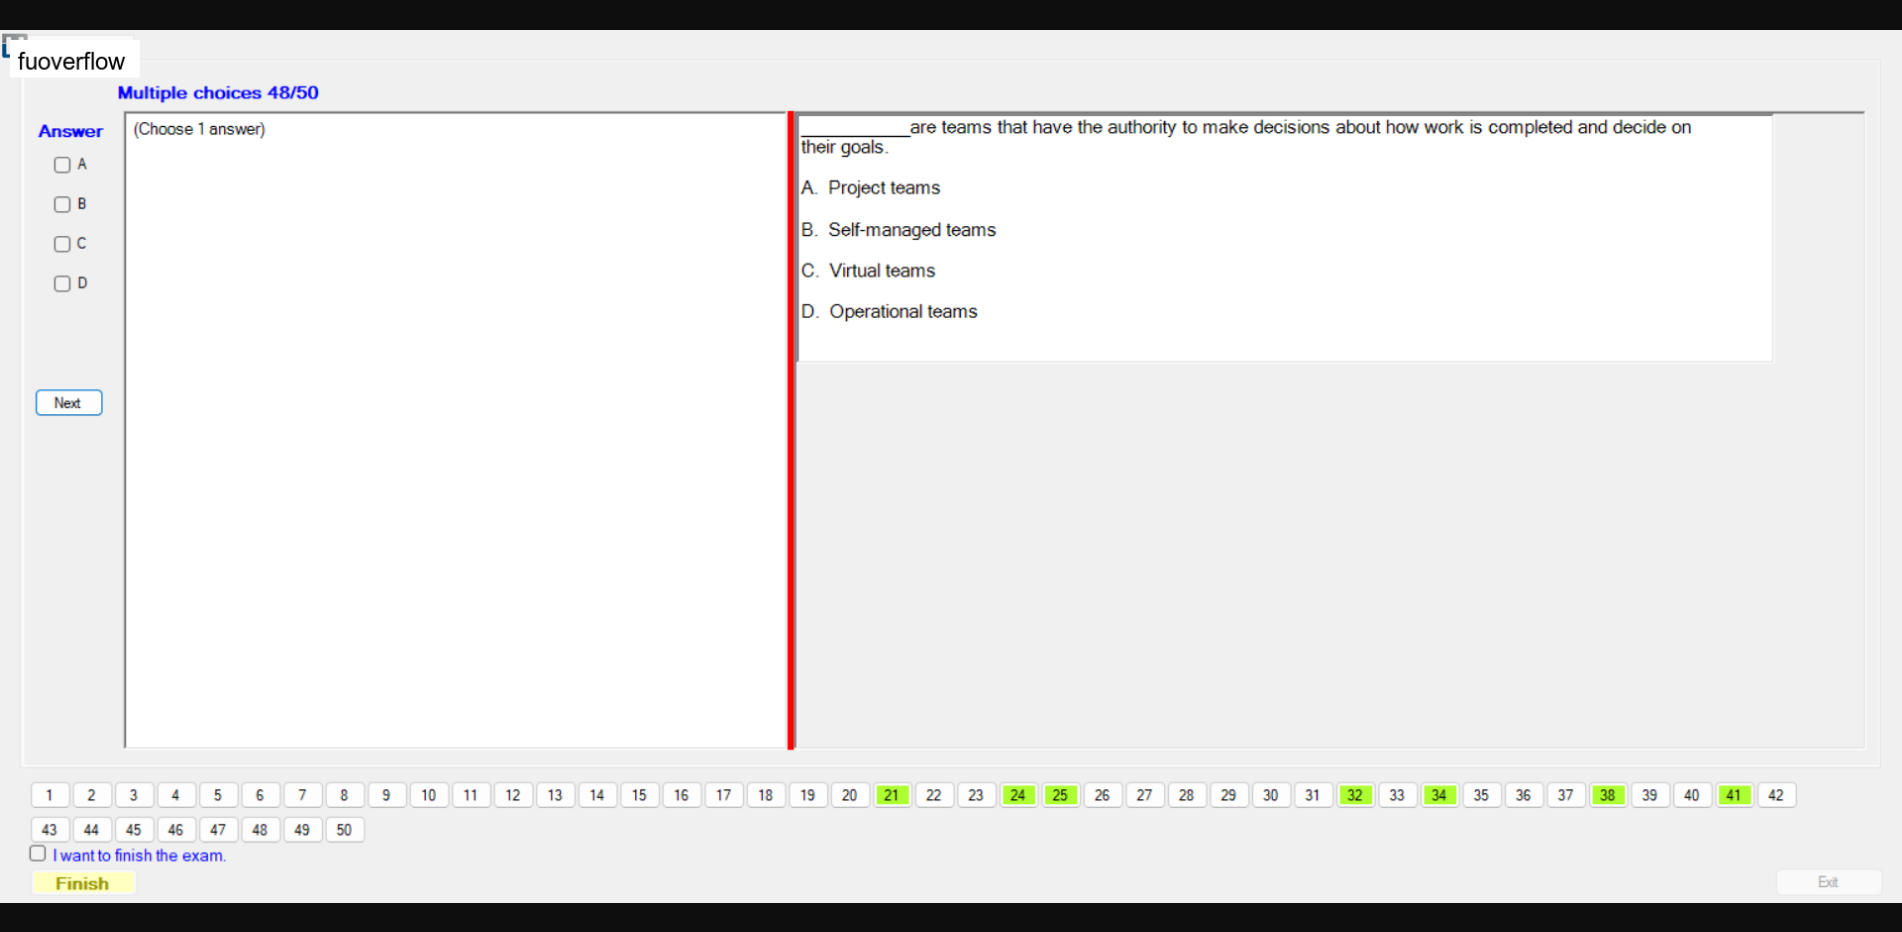 fuoverflow
Multiple choices 48/50
Answer
(Choose 1 answer)
A
B
C
D
Next
___________are teams that have the authority to make decisions about how work is completed and decide on
their goals.
A. Project teams
B. Self-managed teams
C. Virtual teams
D. Operational teams
1 2 3 4 5 6 7 8 9 10 11 12 13 14 15 16 17 18 19 20 21 22 23 24 25 26 27 28 29 30 31 32 33 34 35 36 37 38 39 40 41 42
43 44 45 46 47 48 49 50
I want to finish the exam.
Finish
Exit